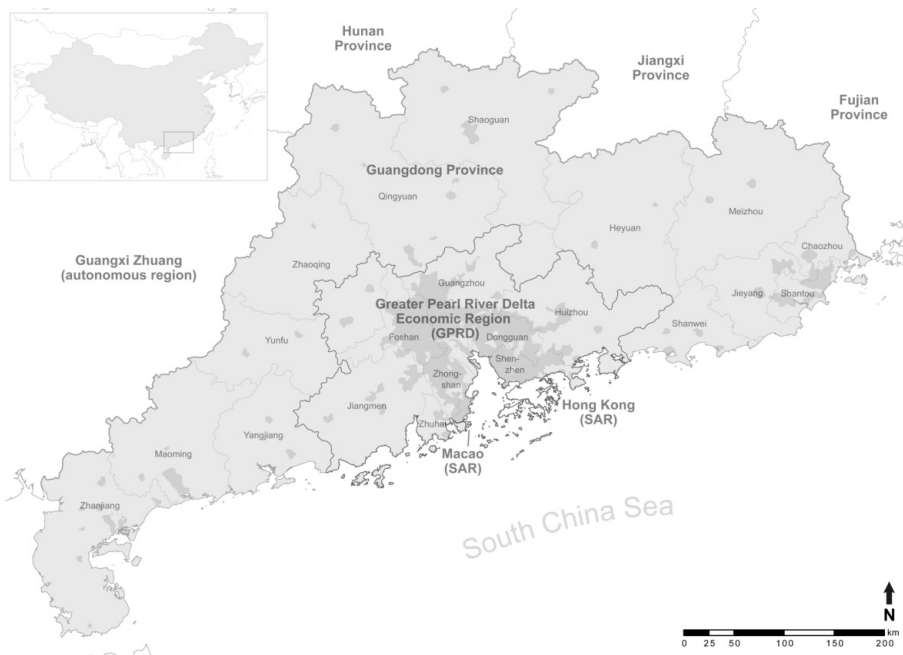 Hunan
Province
Jiangxi
Province
Fujian
Province
Shaoguan
Guangdong Province
Qingyuan
Meizhou
Heyuan
Guangxi Zhuang
(autonomous region)
Chaozhou
Zhaoqing
Guangzhou
Jieyang
Shantou
Greater Pearl River Delta
Economic Region
(GPRD)
Huizhou
Shanwei
Yunfu
Foshan
Dongguan
Shen-
zhen
Zhong-
shan
Jiangmen
Hong Kong
(SAR)
Zhuhai
Yangjiang
Macao
(SAR)
Maoming
Zhanjiang
South China Sea
N
km
0 25 50 100 150 200